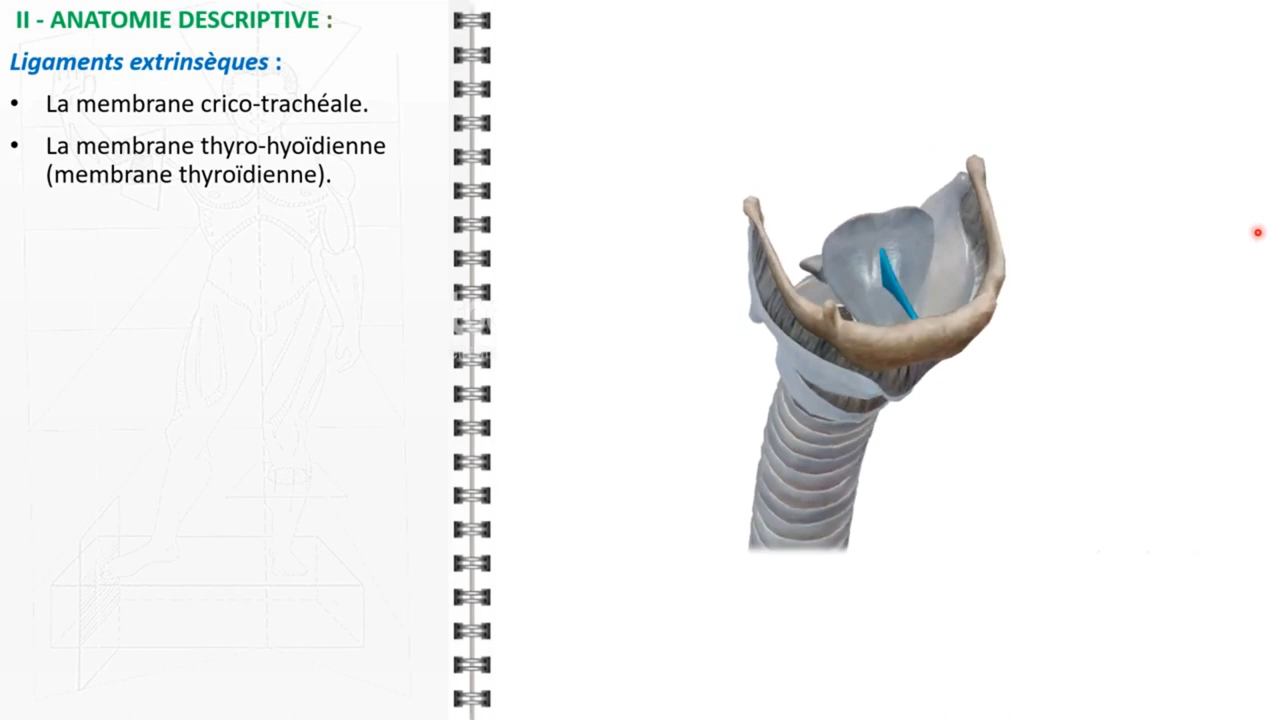 II - ANATOMIE DESCRIPTIVE :
Ligaments extrinsèques :
• La membrane crico-trachéale.
• La membrane thyro-hyoïdienne
(membrane thyroïdienne).